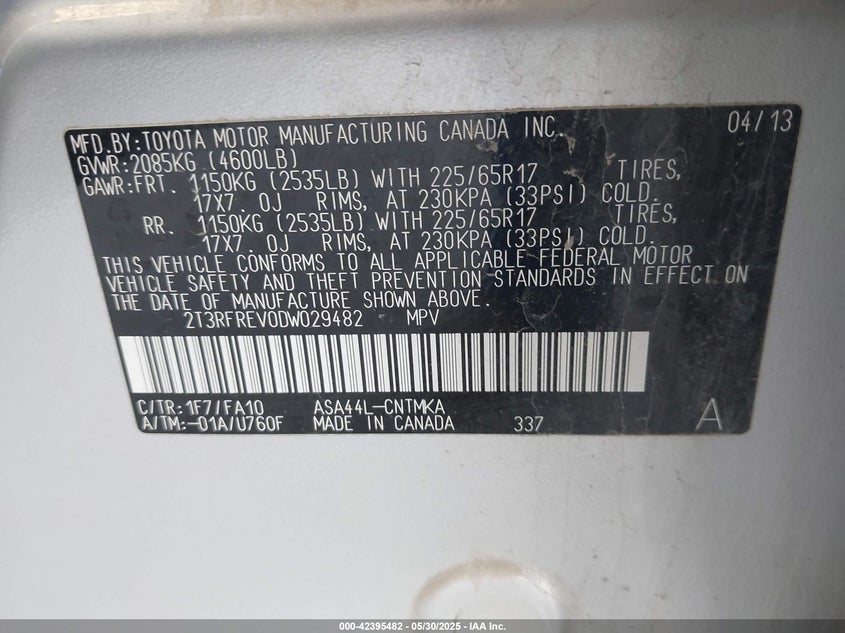 MFD.BY:TOYOTA MOTOR MANUFACTURING CANADA INC. 04/13
GVWR:2085KG (4600LB)
GAWR:FRT. 1150KG (2535LB) WITH 225/65R17 TIRES,
17X7.0J RIMS, AT 230KPA (33PSI) COLD.
RR. 1150KG (2535LB) WITH 225/65R17 TIRES,
17X7.0J RIMS, AT 230KPA (33PSI) COLD.
THIS VEHICLE CONFORMS TO ALL APPLICABLE FEDERAL MOTOR
VEHICLE SAFETY AND THEFT PREVENTION STANDARDS IN EFFECT ON
THE DATE OF MANUFACTURE SHOWN ABOVE.
2T3RFREV0DW029482 MPV
C/TR:1F7/FA10 ASA44L-CNTMKA
A/TM:-01A/U760F MADE IN CANADA 337 A
000-42395482 - 05/30/2025 - IAA Inc.